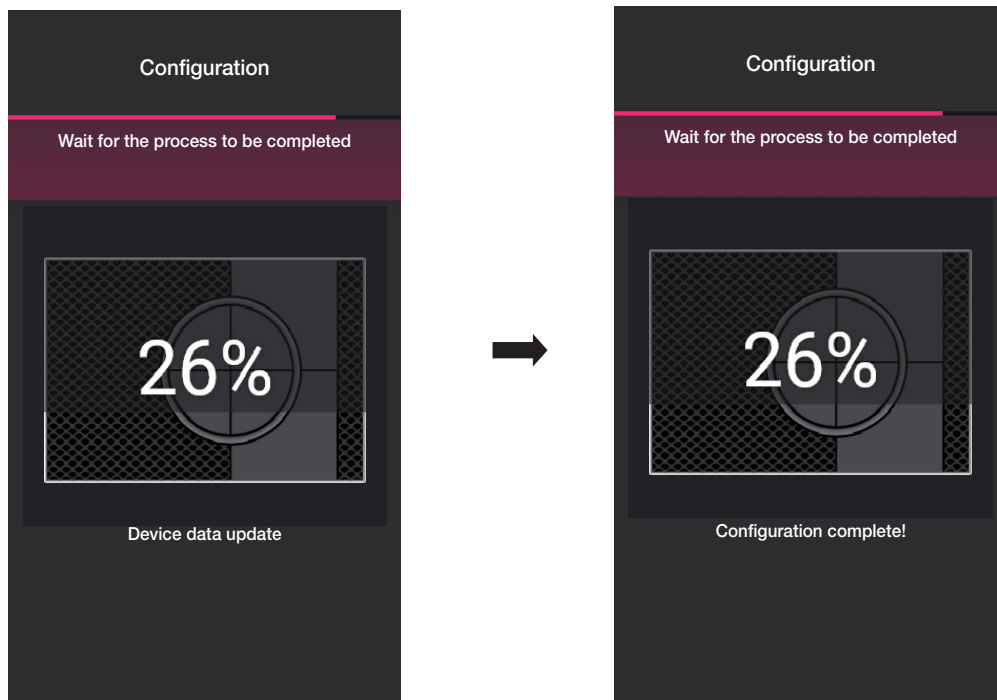 Configuration
Wait for the process to be completed
26%
Device data update
Configuration
Wait for the process to be completed
26%
Configuration complete!